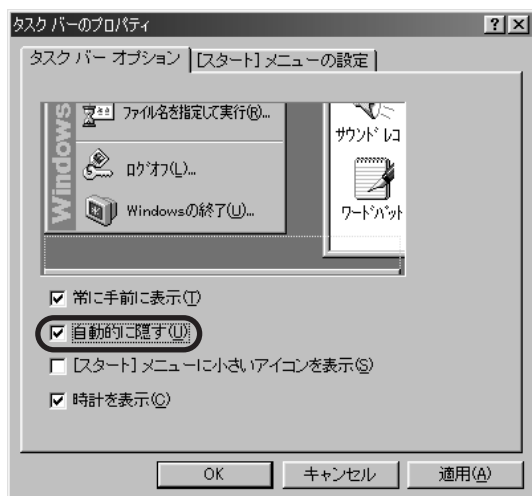 タスク バーのプロパティ
タスク バー オプション
[スタート] メニューの設定
Windows
ファイル名を指定して実行(R)...
サウンド レコ
ログオフ(L)...
Windowsの終了(U)...
ワードパット
常に手前に表示(T)
自動的に隠す(U)
[スタート] メニューに小さいアイコンを表示(S)
時計を表示(C)
OK
キャンセル
適用(A)